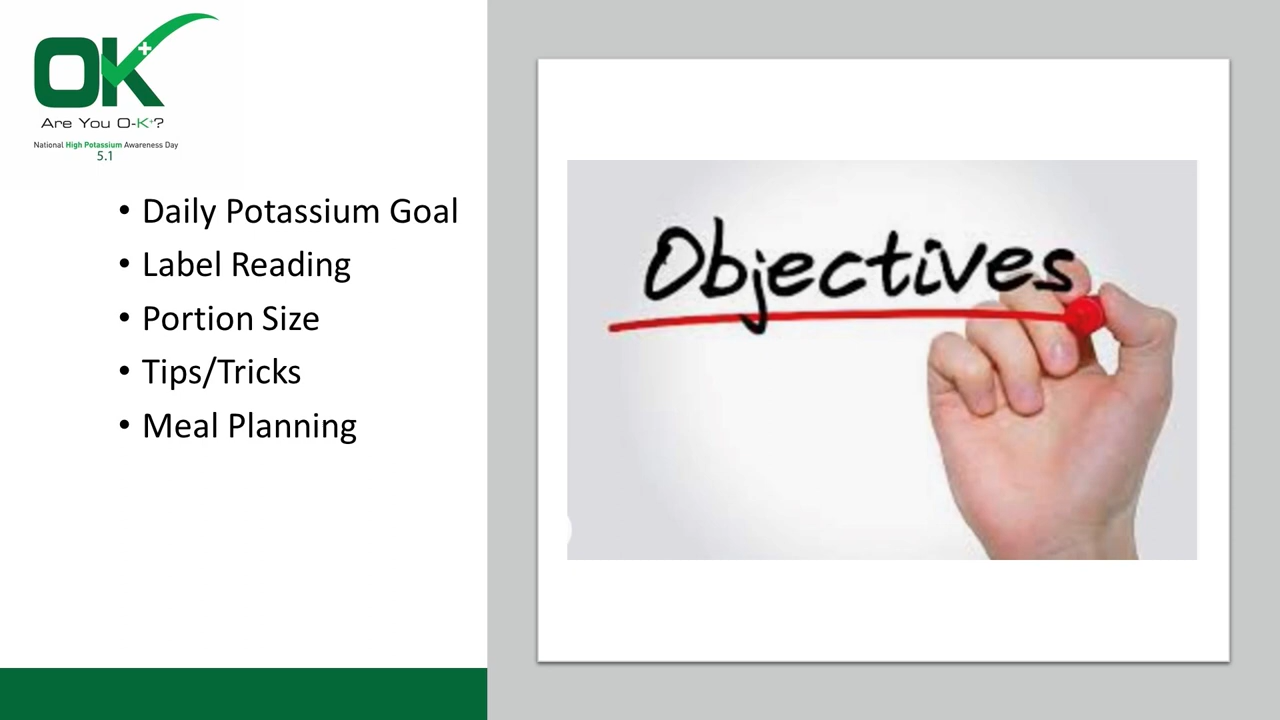 OK+
Are You O-K+?
National High Potassium Awareness Day
5.1
• Daily Potassium Goal
• Label Reading
• Portion Size
• Tips/Tricks
• Meal Planning
Objectives